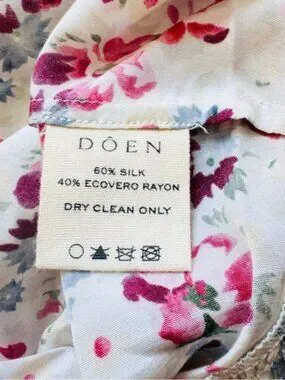 DÔEN
60% SILK
40% ECOVERO RAYON
DRY CLEAN ONLY